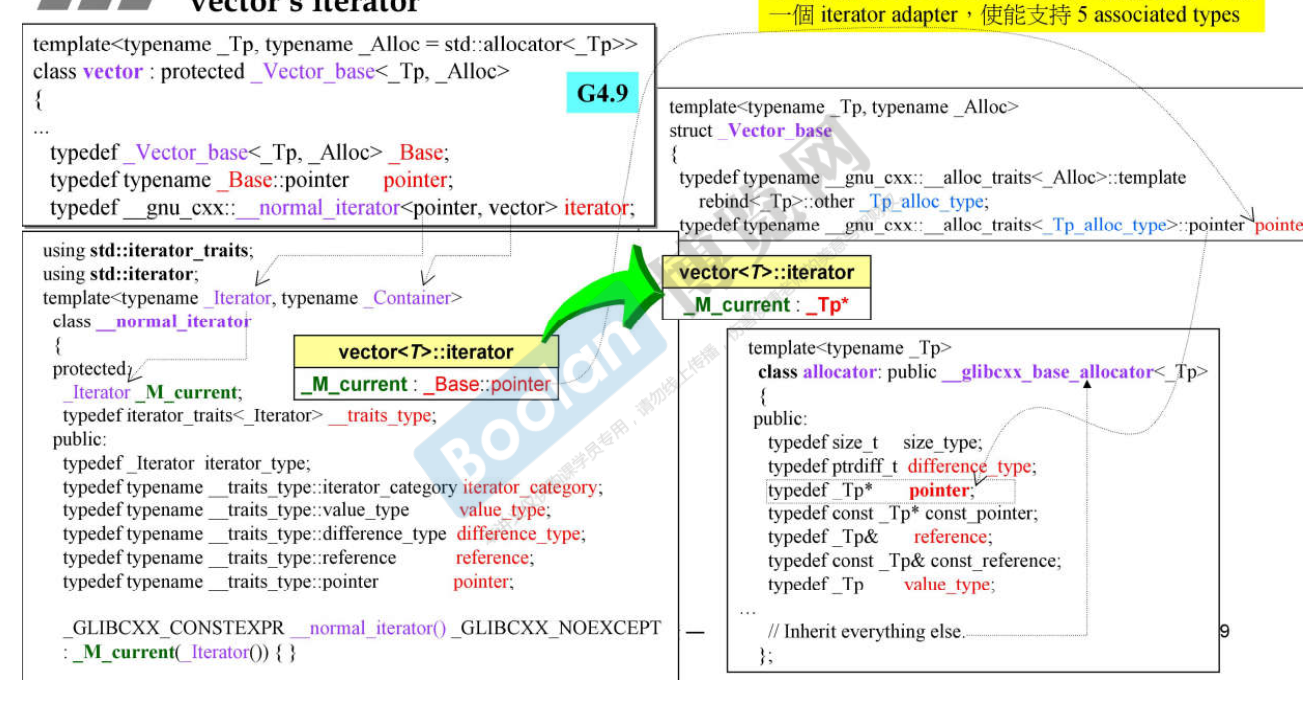 vector's iterator
一個 iterator adapter，使能支持 5 associated types
template<typename _Tp, typename _Alloc = std::allocator<_Tp>>
class vector : protected _Vector_base<_Tp, _Alloc>
{
...
typedef _Vector_base<_Tp, _Alloc> _Base;
typedef typename _Base::pointer pointer;
typedef __gnu_cxx::__normal_iterator<pointer, vector> iterator;
G4.9
template<typename _Tp, typename _Alloc>
struct _Vector_base
{
typedef typename __gnu_cxx::__alloc_traits<_Alloc>::template
rebind<_Tp>::other _Tp_alloc_type;
typedef typename __gnu_cxx::__alloc_traits<_Tp_alloc_type>::pointer pointe
using std::iterator_traits;
using std::iterator;
template<typename _Iterator, typename _Container>
class __normal_iterator
{
protected:
_Iterator _M_current;
typedef iterator_traits<_Iterator> __traits_type;
public:
typedef _Iterator iterator_type;
typedef typename __traits_type::iterator_category iterator_category;
typedef typename __traits_type::value_type value_type;
typedef typename __traits_type::difference_type difference_type;
typedef typename __traits_type::reference reference;
typedef typename __traits_type::pointer pointer;
_GLIBCXX_CONSTEXPR __normal_iterator() _GLIBCXX_NOEXCEPT
: _M_current(_Iterator()) { }
vector<T>::iterator
_M_current : _Base::pointer
vector<T>::iterator
_M_current : _Tp*
template<typename _Tp>
class allocator: public __glibcxx_base_allocator<_Tp>
{
public:
typedef size_t size_type;
typedef ptrdiff_t difference_type;
typedef _Tp* pointer;
typedef const _Tp* const_pointer;
typedef _Tp& reference;
typedef const _Tp& const_reference;
typedef _Tp value_type;
...
// Inherit everything else.
};
—
9
Boolan 博览网